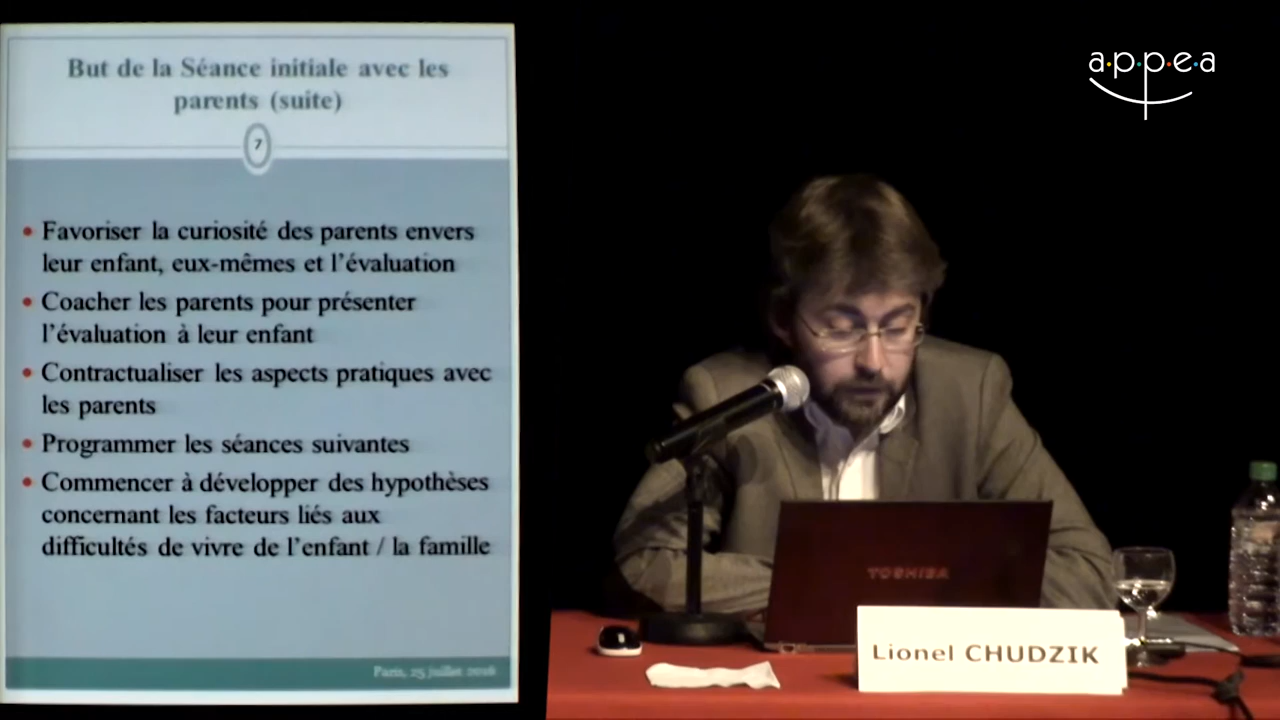 But de la Séance initiale avec les
parents (suite)
7
• Favoriser la curiosité des parents envers
leur enfant, eux-mêmes et l'évaluation
• Coacher les parents pour présenter
l'évaluation à leur enfant
• Contractualiser les aspects pratiques avec
les parents
• Programmer les séances suivantes
• Commencer à développer des hypothèses
concernant les facteurs liés aux
difficultés de vivre de l'enfant / la famille
Paris, 25 juillet 2016
a·p·p·e·a
TOSHIBA
Lionel CHUDZIK